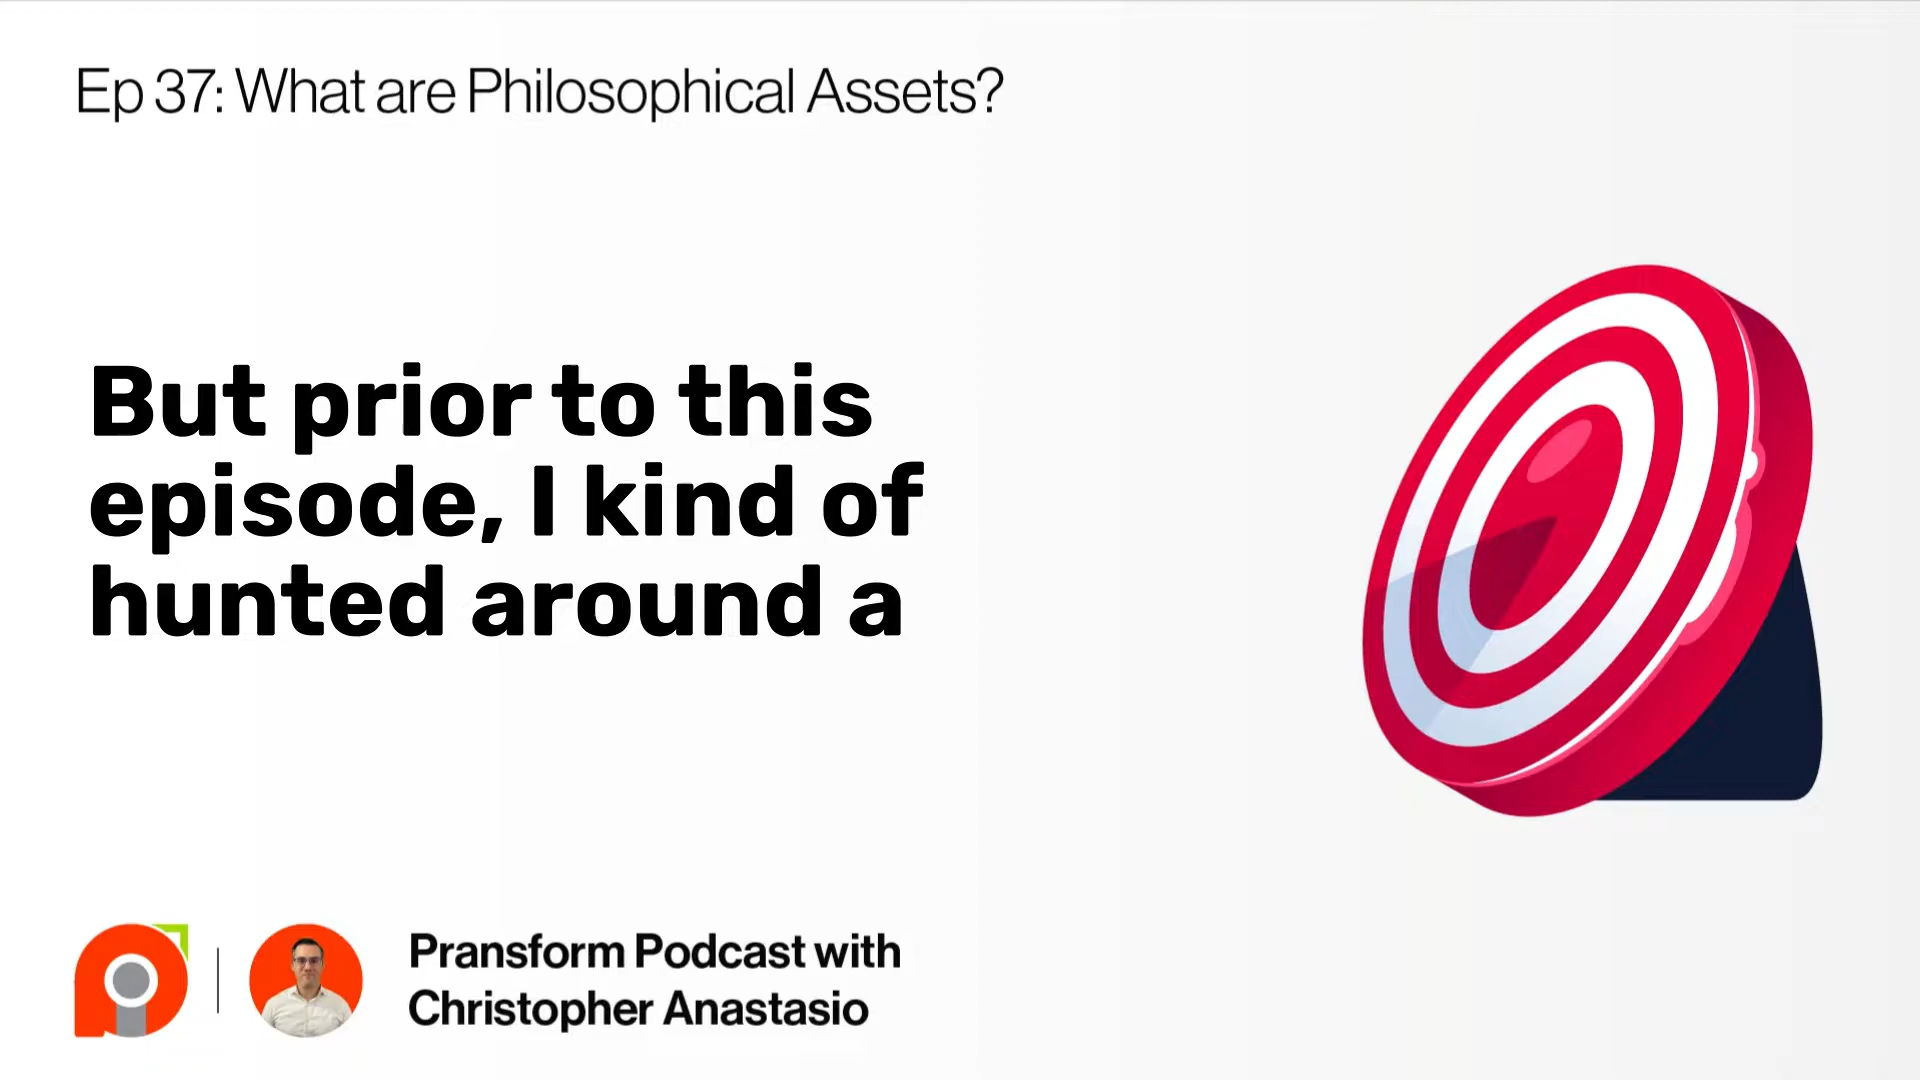 Ep 37: What are Philosophical Assets?
But prior to this
episode, I kind of
hunted around a
Pransform Podcast with
Christopher Anastasio